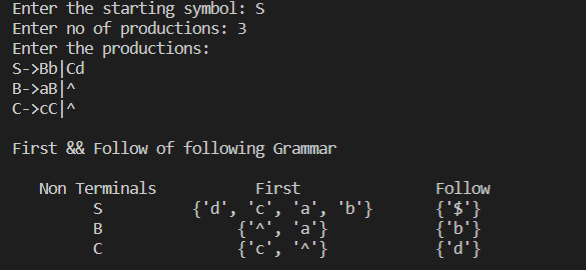 Enter the starting symbol: S
Enter no of productions: 3
Enter the productions:
S->Bb|Cd
B->aB|^
C->cC|^
First && Follow of following Grammar
Non Terminals First Follow
S {'d', 'c', 'a', 'b'} {'$'}
B {'^', 'a'} {'b'}
C {'c', '^'} {'d'}